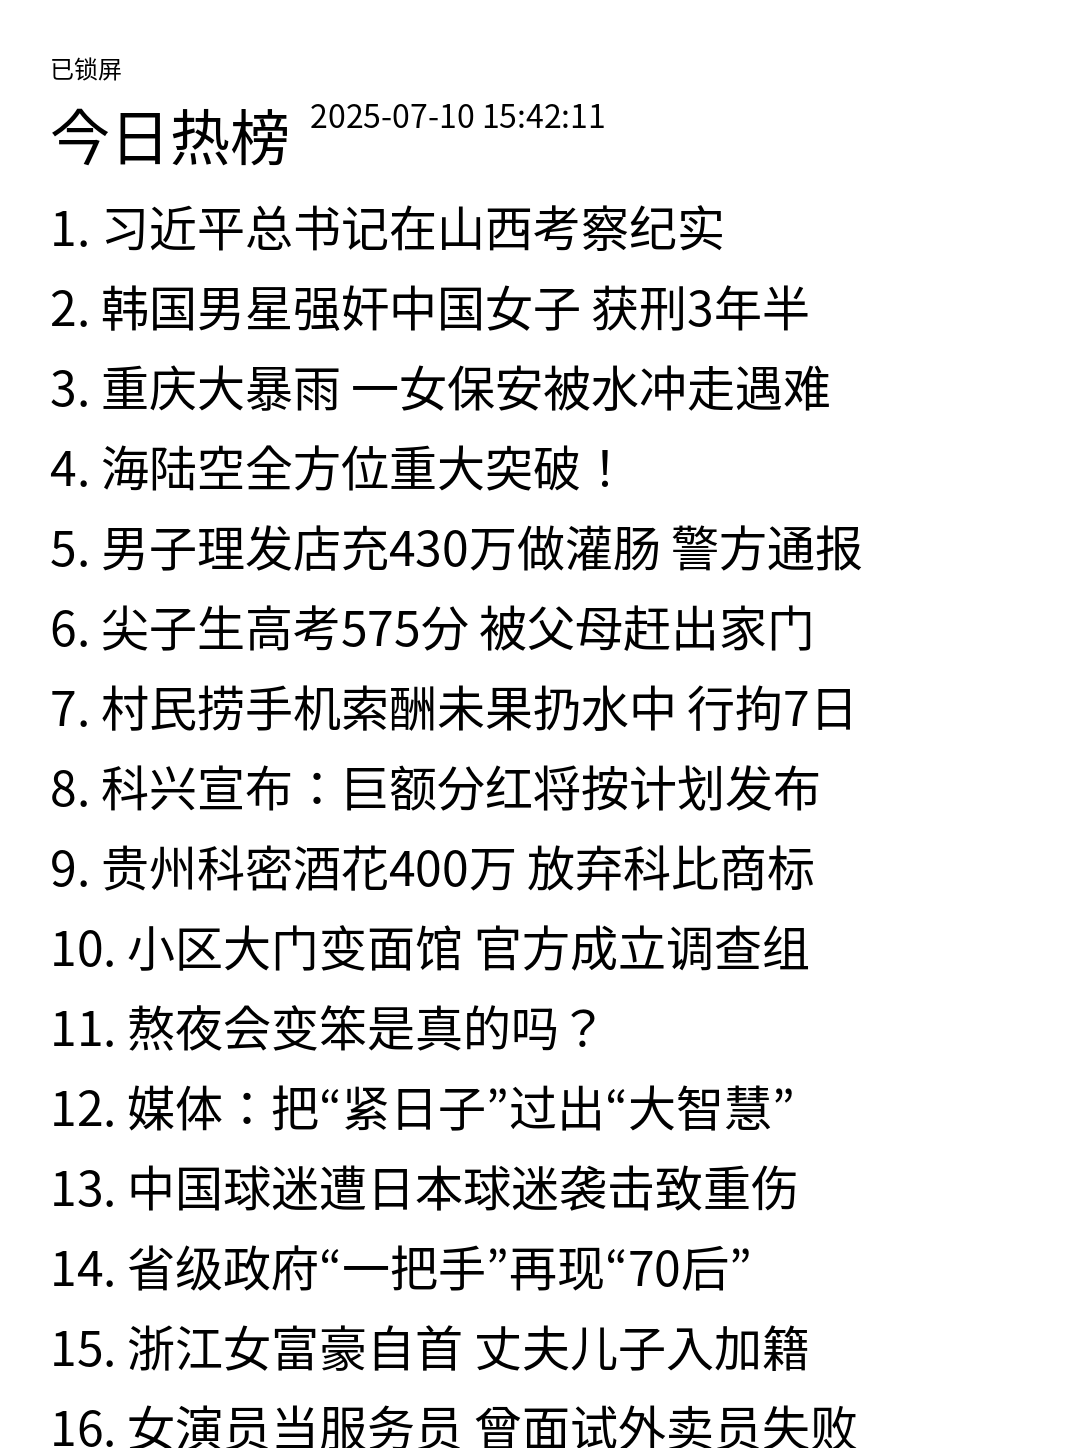 已锁屏
今日热榜 2025-07-10 15:42:11
1. 习近平总书记在山西考察纪实
2. 韩国男星强奸中国女子 获刑3年半
3. 重庆大暴雨 一女保安被水冲走遇难
4. 海陆空全方位重大突破！
5. 男子理发店充430万做灌肠 警方通报
6. 尖子生高考575分 被父母赶出家门
7. 村民捞手机索酬未果扔水中 行拘7日
8. 科兴宣布：巨额分红将按计划发布
9. 贵州科密酒花400万 放弃科比商标
10. 小区大门变面馆 官方成立调查组
11. 熬夜会变笨是真的吗？
12. 媒体：把“紧日子”过出“大智慧”
13. 中国球迷遭日本球迷袭击致重伤
14. 省级政府“一把手”再现“70后”
15. 浙江女富豪自首 丈夫儿子入加籍
16. 女演员当服务员 曾面试外卖员失败